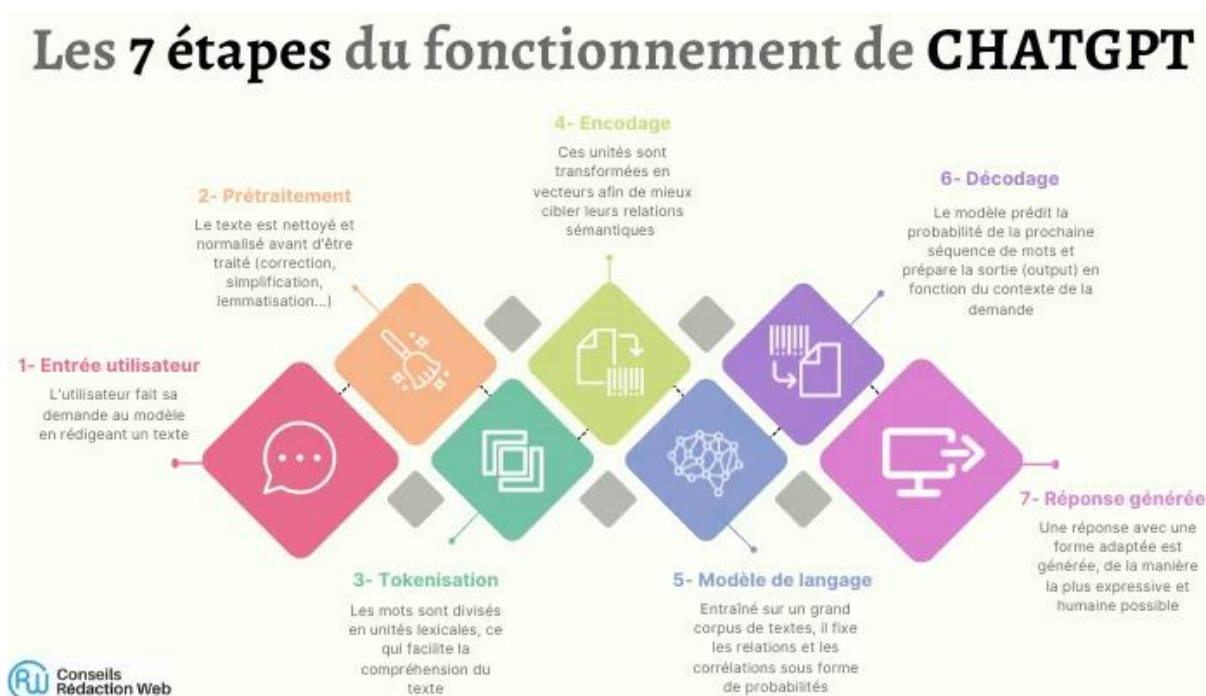 Les 7 étapes du fonctionnement de CHATGPT
1- Entrée utilisateur
L'utilisateur fait sa
demande au modèle
en rédigeant un texte
2- Prétraitement
Le texte est nettoyé et
normalisé avant d'être
traité (correction,
simplification,
lemmatisation...)
3- Tokenisation
Les mots sont divisés
en unités lexicales, ce
qui facilite la
compréhension du
texte
4- Encodage
Ces unités sont
transformées en
vecteurs afin de mieux
cibler leurs relations
sémantiques
5- Modèle de langage
Entraîné sur un grand
corpus de textes, il fixe
les relations et les
corrélations sous forme
de probabilités
6- Décodage
Le modèle prédit la
probabilité de la prochaine
séquence de mots et
prépare la sortie (output) en
fonction du contexte de la
demande
7- Réponse générée
Une réponse avec une
forme adaptée est
générée, de la manière
la plus expressive et
humaine possible
RW
Conseils
Rédaction Web